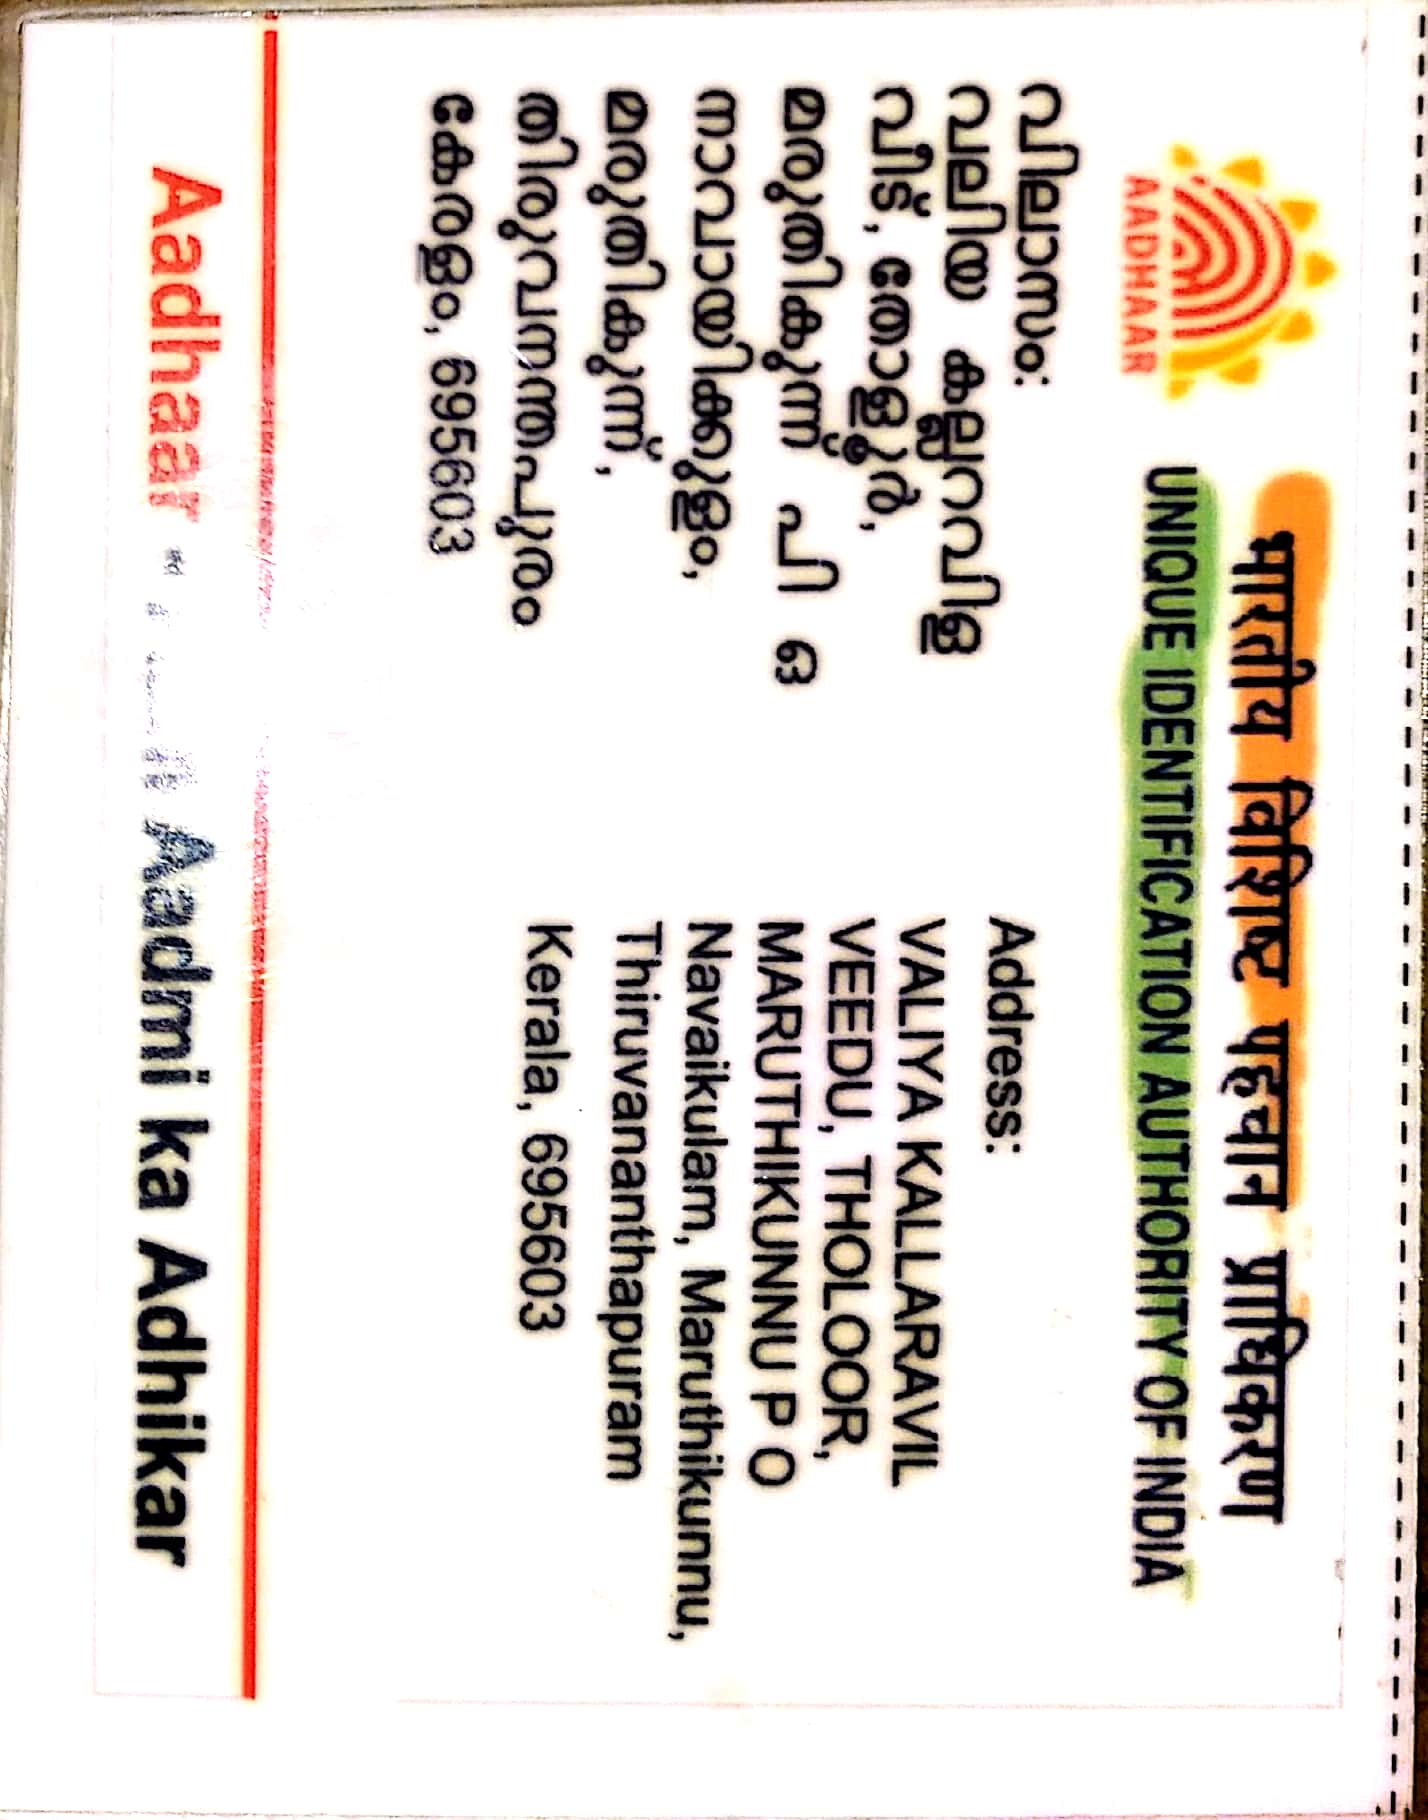 AADHAAR
भारतीय विशिष्ट पहचान प्राधिकरण
UNIQUE IDENTIFICATION AUTHORITY OF INDIA
വിലാസം:
വലിയ കല്ലറവിള
വീട്, തോളൂർ,
മരുതികുന്ന് പി ഒ
നാവായിക്കുളം,
മരുതികുന്ന്,
തിരുവനന്തപുരം
കേരളം, 695603
Address:
VALIYA KALLARAVIL
VEEDU, THOLOOR,
MARUTHIKUNNU P O
Navaikulam, Maruthikunnu,
Thiruvananthapuram
Kerala, 695603
Aadhaar Aadmi ka Adhikar